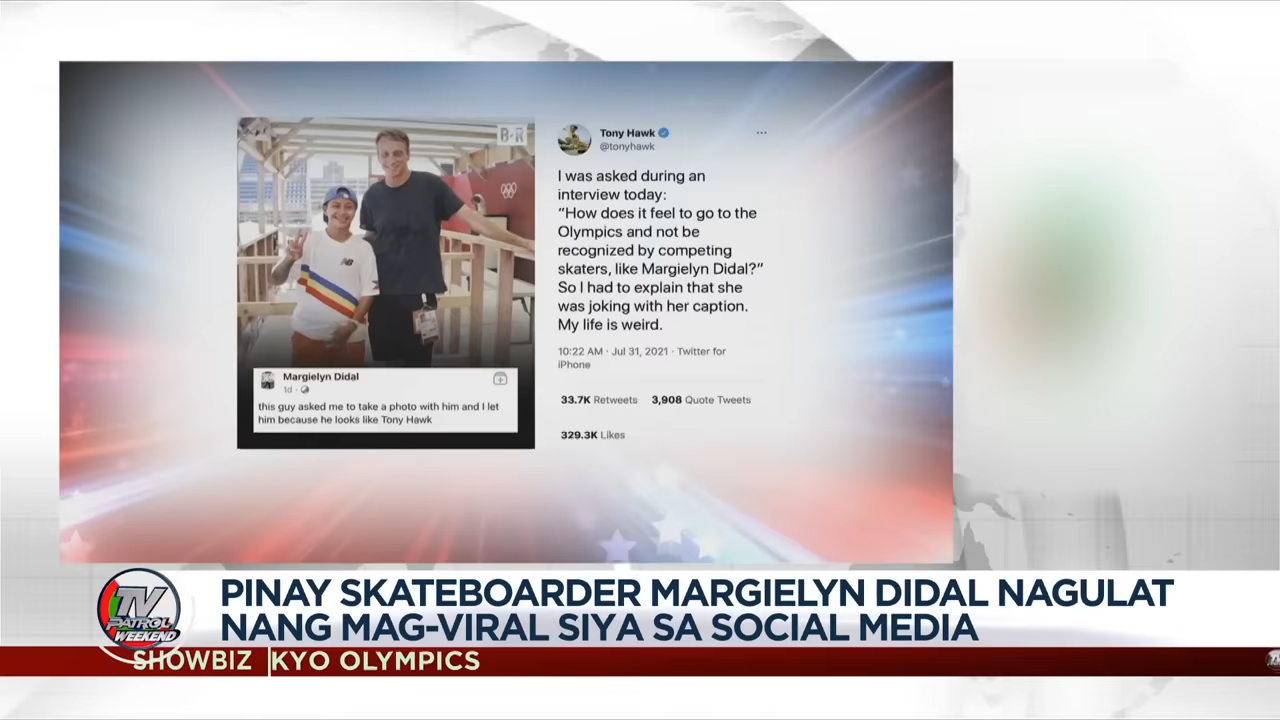 B·R
Tony Hawk
@tonyhawk
I was asked during an
interview today:
"How does it feel to go to the
Olympics and not be
recognized by competing
skaters, like Margielyn Didal?"
So I had to explain that she
was joking with her caption.
My life is weird.
10:22 AM · Jul 31, 2021 · Twitter for
iPhone
33.7K Retweets 3,908 Quote Tweets
329.3K Likes
Margielyn Didal
1d ·
this guy asked me to take a photo with him and I let
him because he looks like Tony Hawk
TV
PATROL
WEEKEND
PINAY SKATEBOARDER MARGIELYN DIDAL NAGULAT
NANG MAG-VIRAL SIYA SA SOCIAL MEDIA
SHOWBIZ KYO OLYMPICS